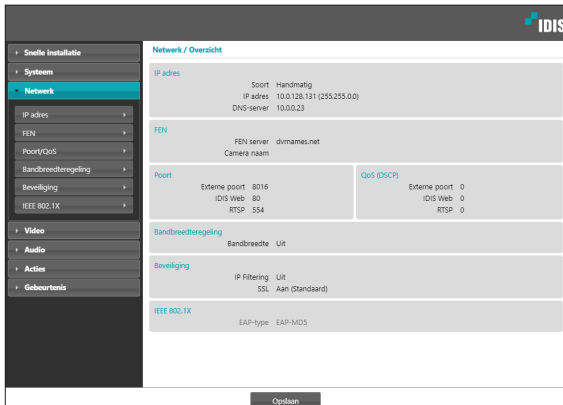 IDIS
Snelle installatie
Systeem
Netwerk
IP adres
FEN
Poort/QoS
Bandbreedteregeling
Beveiliging
IEEE 802.1X
Video
Audio
Acties
Gebeurtenis
Netwerk / Overzicht
IP adres
Soort Handmatig
IP adres 10.0.128.131 (255.255.0.0)
DNS-server 10.0.0.23
FEN
FEN server dvrnames.net
Camera naam
Poort
Externe poort 8016
IDIS Web 80
RTSP 554
QoS (DSCP)
Externe poort 0
IDIS Web 0
RTSP 0
Bandbreedteregeling
Bandbreedte Uit
Beveiliging
IP Filtering Uit
SSL Aan (Standaard)
IEEE 802.1X
EAP-type EAP-MD5
Opslaan